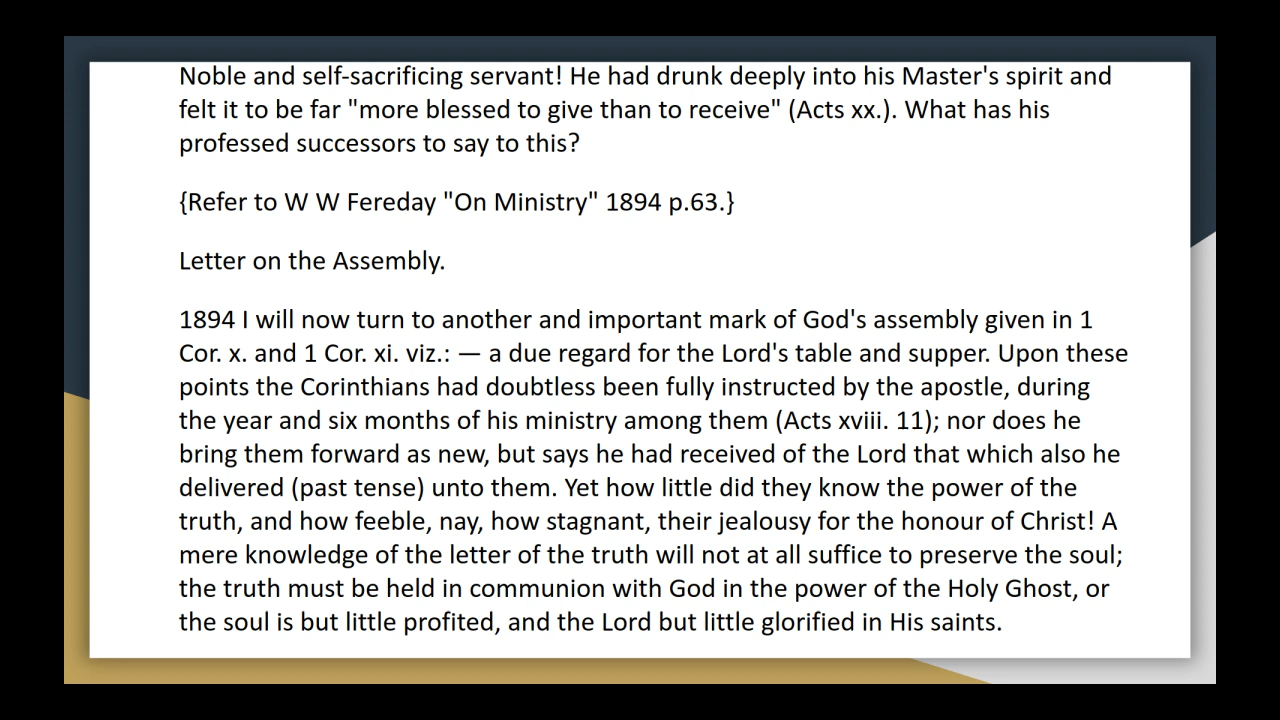 Noble and self-sacrificing servant! He had drunk deeply into his Master's spirit and
felt it to be far "more blessed to give than to receive" (Acts xx.). What has his
professed successors to say to this?
{Refer to W W Fereday "On Ministry" 1894 p.63.}
Letter on the Assembly.
1894 I will now turn to another and important mark of God's assembly given in 1
Cor. x. and 1 Cor. xi. viz.: — a due regard for the Lord's table and supper. Upon these
points the Corinthians had doubtless been fully instructed by the apostle, during
the year and six months of his ministry among them (Acts xviii. 11); nor does he
bring them forward as new, but says he had received of the Lord that which also he
delivered (past tense) unto them. Yet how little did they know the power of the
truth, and how feeble, nay, how stagnant, their jealousy for the honour of Christ! A
mere knowledge of the letter of the truth will not at all suffice to preserve the soul;
the truth must be held in communion with God in the power of the Holy Ghost, or
the soul is but little profited, and the Lord but little glorified in His saints.